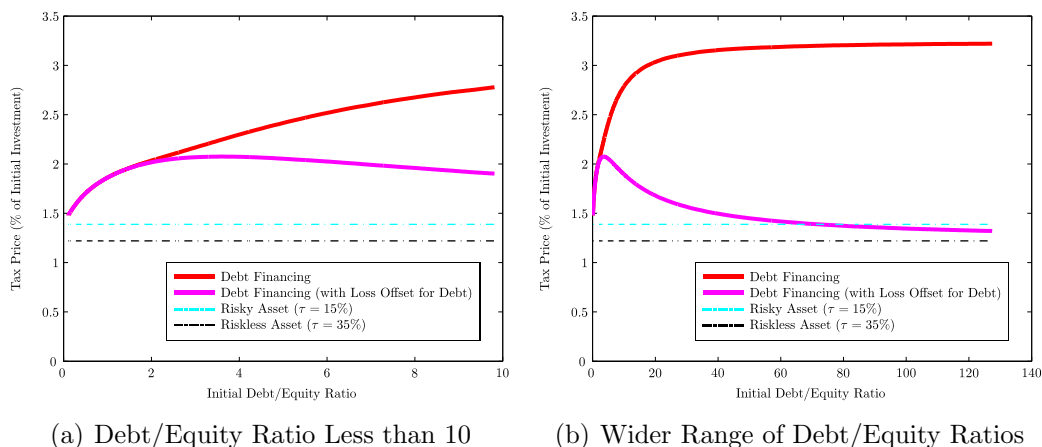 3.5
3
2.5
2
1.5
1
0.5
0
Tax Price (% of Initial Investment)
Debt Financing
Debt Financing (with Loss Offset for Debt)
Risky Asset (τ = 15%)
Riskless Asset (τ = 35%)
0 2 4 6 8 10
Initial Debt/Equity Ratio
(a) Debt/Equity Ratio Less than 10
3.5
3
2.5
2
1.5
1
0.5
0
Tax Price (% of Initial Investment)
Debt Financing
Debt Financing (with Loss Offset for Debt)
Risky Asset (τ = 15%)
Riskless Asset (τ = 35%)
0 20 40 60 80 100 120 140
Initial Debt/Equity Ratio
(b) Wider Range of Debt/Equity Ratios